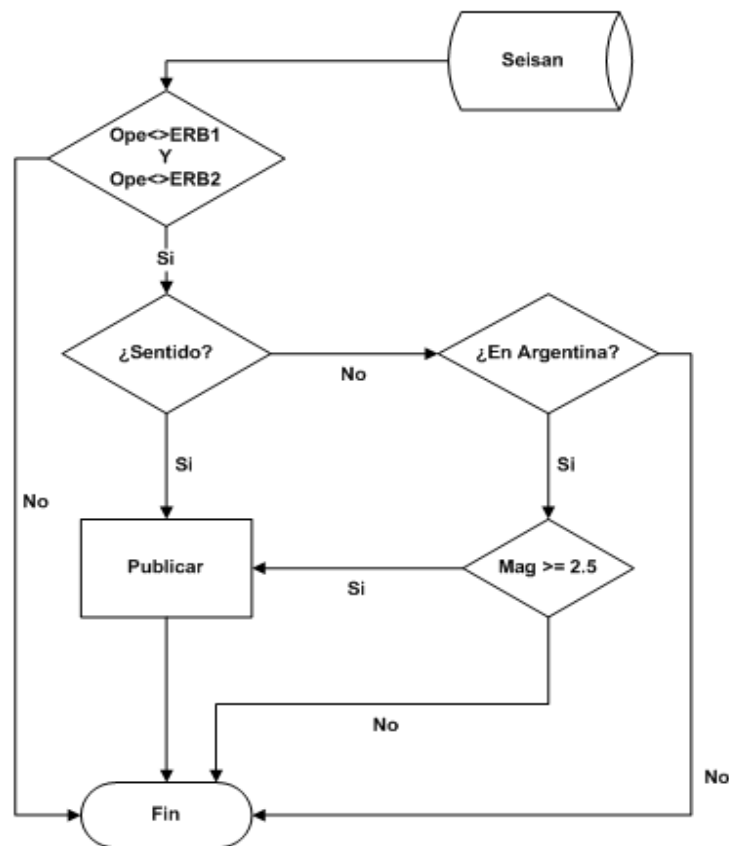 Seisan
Ope<>ERB1
Y
Ope<>ERB2
Si
¿Sentido?
No
¿En Argentina?
Si
Si
No
Publicar
Si
Mag >= 2.5
No
No
Fin